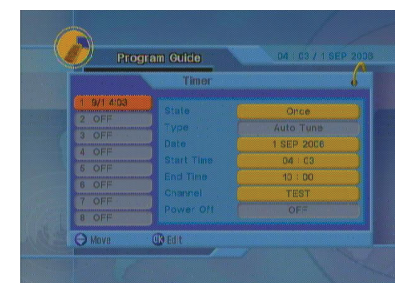 Program Guide
04 : 03 / 1 SEP 2006
Timer
1 9/1 4:03
2 OFF
3 OFF
4 OFF
5 OFF
6 OFF
7 OFF
8 OFF
State Once
Type Auto Tune
Date 1 SEP 2006
Start Time 04 : 03
End Time 10 : 00
Channel TEST
Power Off OFF
Move OK Edit